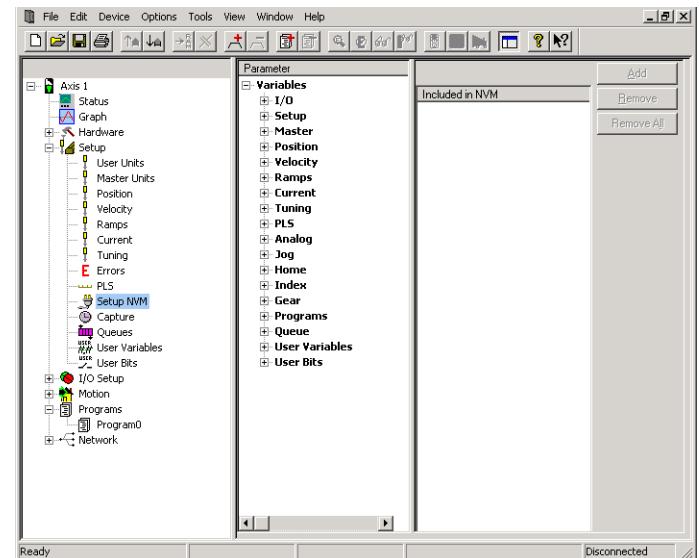 File Edit Device Options Tools View Window Help
Axis 1
Status
Graph
Hardware
Setup
User Units
Master Units
Position
Velocity
Ramps
Current
Tuning
E Errors
PLS
Setup NVM
Capture
Queues
USER
User Variables
USER
User Bits
I/O Setup
Motion
Programs
Program0
Network
Parameter
Variables
I/O
Setup
Master
Position
Velocity
Ramps
Current
Tuning
PLS
Analog
Jog
Home
Index
Gear
Programs
Queue
User Variables
User Bits
Included in NVM
Add
Remove
Remove All
Ready
Disconnected